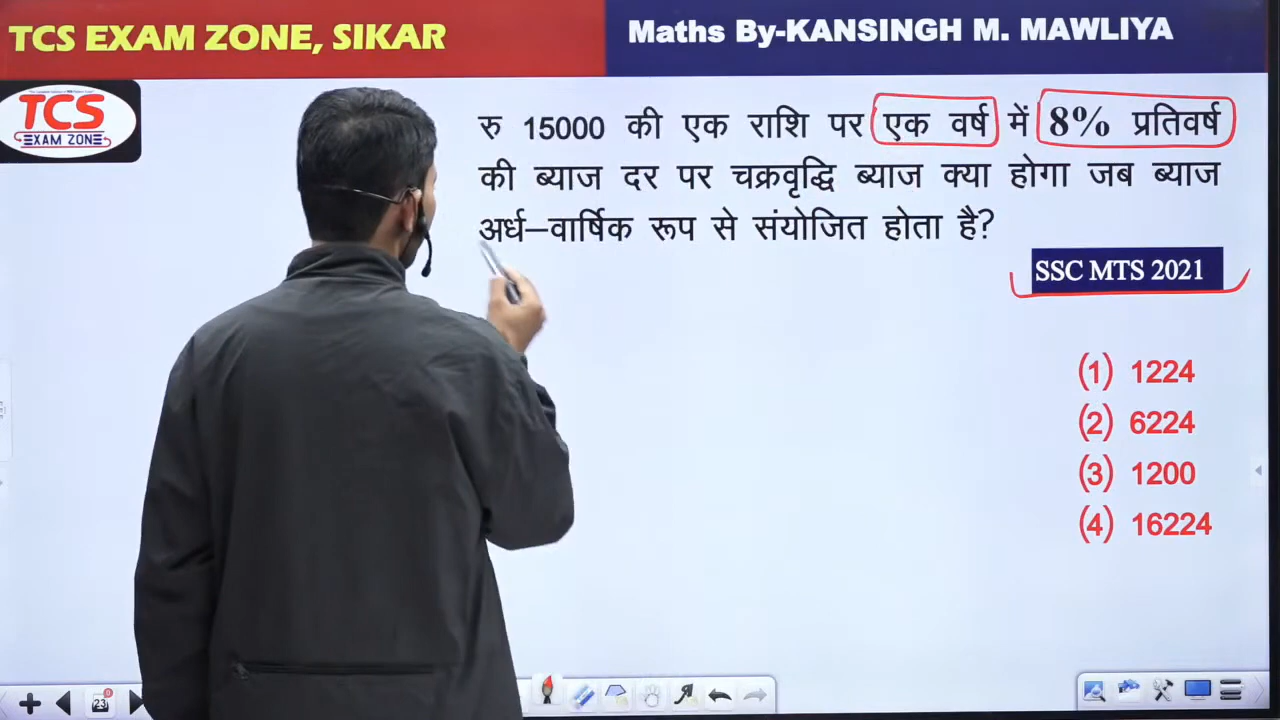 TCS EXAM ZONE, SIKAR
Maths By-KANSINGH M. MAWLIYA
TCS
EXAM ZONE
रु 15000 की एक राशि पर एक वर्ष में 8% प्रतिवर्ष
की ब्याज दर पर चक्रवृद्धि ब्याज क्या होगा जब ब्याज
अर्ध–वार्षिक रूप से संयोजित होता है?
SSC MTS 2021
(1) 1224
(2) 6224
(3) 1200
(4) 16224
23